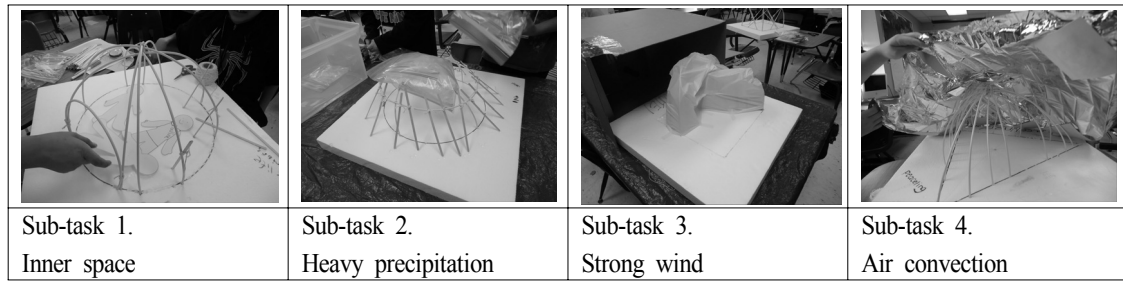 2
Sub-task 1.
Inner space
Sub-task 2.
Heavy precipitation
Sub-task 3.
Strong wind
Sub-task 4.
Air convection